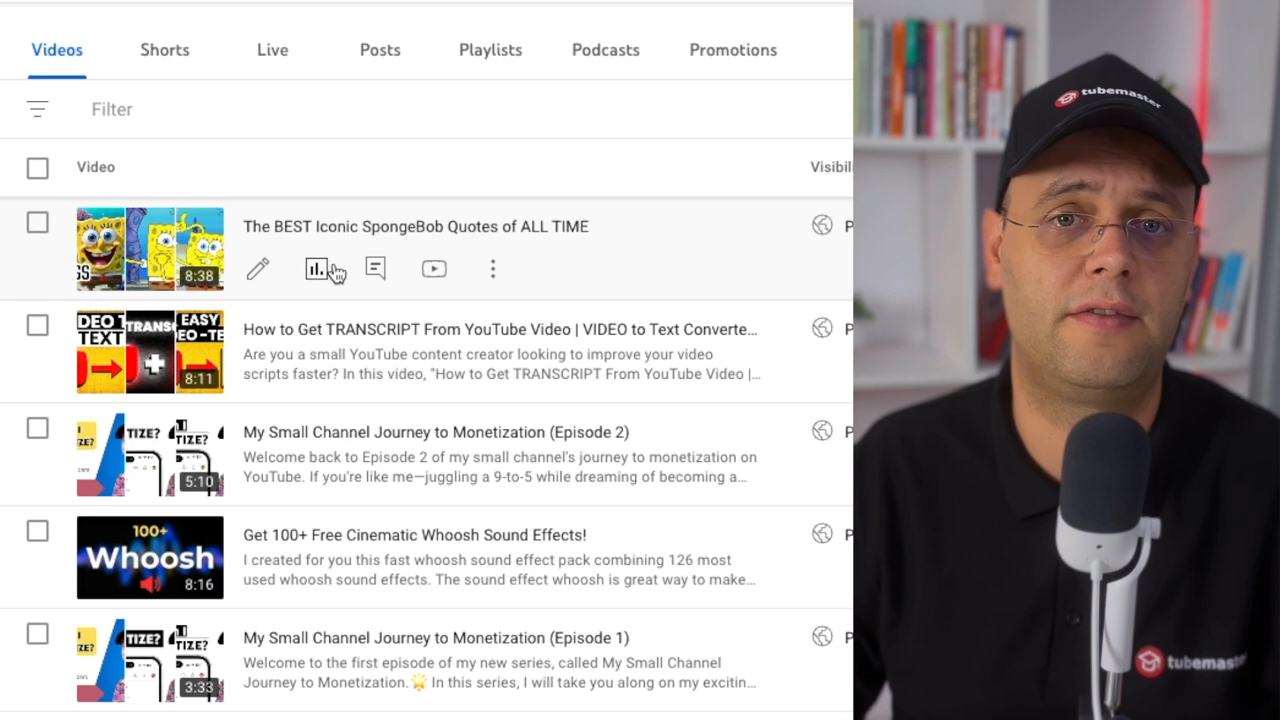 Videos Shorts Live Posts Playlists Podcasts Promotions
Filter
Video Visibil
The BEST Iconic SpongeBob Quotes of ALL TIME
8:38
How to Get TRANSCRIPT From YouTube Video | VIDEO to Text Converte...
Are you a small YouTube content creator looking to improve your video
scripts faster? In this video, "How to Get TRANSCRIPT From YouTube Video |...
TEXT
TRANS
EASY
8:11
My Small Channel Journey to Monetization (Episode 2)
Welcome back to Episode 2 of my small channel's journey to monetization on
YouTube. If you're like me—juggling a 9-to-5 while dreaming of becoming a...
TIZE?
TIZE?
5:10
Get 100+ Free Cinematic Whoosh Sound Effects!
I created for you this fast whoosh sound effect pack combining 126 most
used whoosh sound effects. The sound effect whoosh is great way to make...
100+
Whoosh
8:16
My Small Channel Journey to Monetization (Episode 1)
Welcome to the first episode of my new series, called My Small Channel
Journey to Monetization.🌟 In this series, I will take you along on my excitin...
TIZE?
TIZE?
3:33
tubemaster
tubemaster